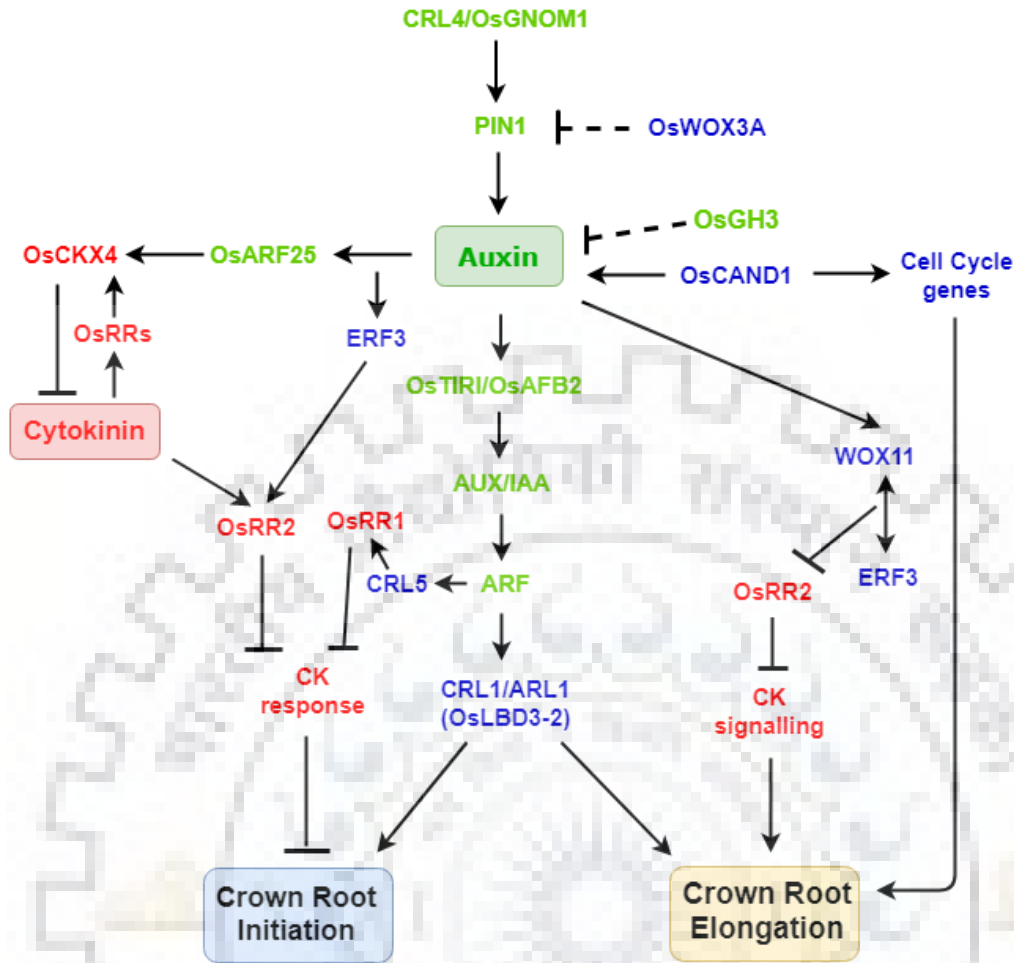 CRL4/OsGNOM1
PIN1
OsWOX3A
OsGH3
Auxin
OsCKX4
OsARF25
OsCAND1
Cell Cycle
genes
OsRRs
ERF3
OsTIRI/OsAFB2
Cytokinin
WOX11
AUX/IAA
OsRR2
OsRR1
CRL5
ARF
ERF3
OsRR2
CK
response
CRL1/ARL1
(OsLBD3-2)
CK
signalling
Crown Root
Initiation
Crown Root
Elongation